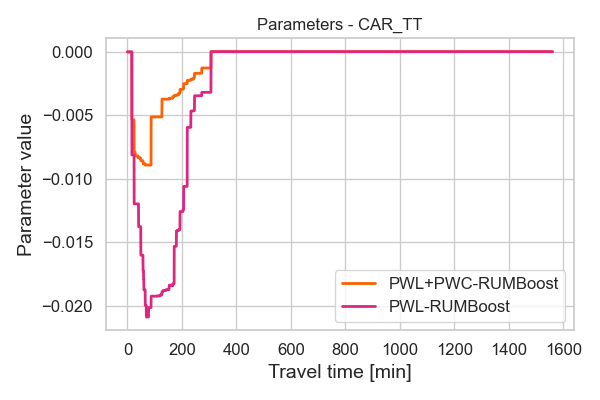 Parameters - CAR_TT
Parameter value
0.000
−0.005
−0.010
−0.015
−0.020
PWL+PWC-RUMBoost
PWL-RUMBoost
0
200
400
600
800
1000
1200
1400
1600
Travel time [min]